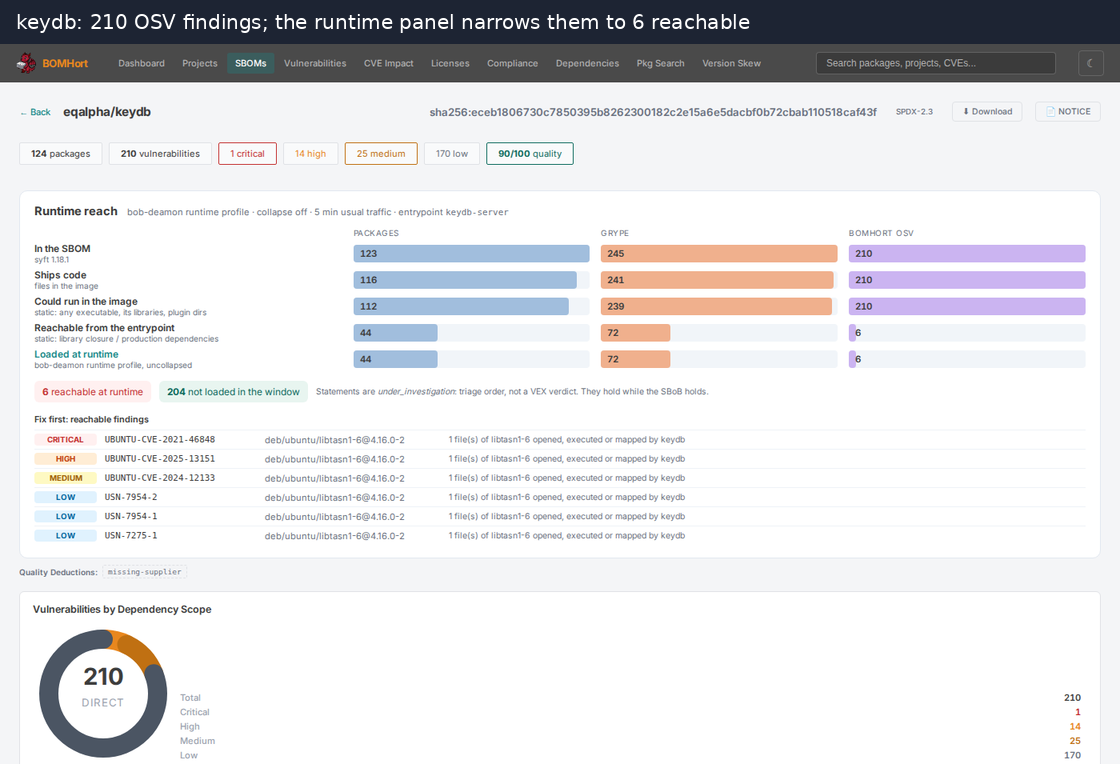 keydb: 210 OSV findings; the runtime panel narrows them to 6 reachable
BOMHort Dashboard Projects SBOMs Vulnerabilities CVE Impact Licenses Compliance Dependencies Pkg Search Version Skew Search packages, projects, CVEs...
← Back eqalpha/keydb sha256:eceb1806730c7850395b8262300182c2e15a6e5dacbf0b72cbab110518caf43f SPDX-2.3 ⬇ Download 📄 NOTICE
124 packages 210 vulnerabilities 1 critical 14 high 25 medium 170 low 90/100 quality
Runtime reach bob-deamon runtime profile · collapse off · 5 min usual traffic · entrypoint keydb-server
PACKAGES GRYPE BOMHORT OSV
In the SBOM 123 245 210
syft 1.18.1
Ships code 116 241 210
files in the image
Could run in the image 112 239 210
static: any executable, its libraries, plugin dirs
Reachable from the entrypoint 44 72 6
static: library closure / production dependencies
Loaded at runtime 44 72 6
bob-deamon runtime profile, uncollapsed
6 reachable at runtime 204 not loaded in the window Statements are under_investigation: triage order, not a VEX verdict. They hold while the SBoB holds.
Fix first: reachable findings
CRITICAL UBUNTU-CVE-2021-46848 deb/ubuntu/libtasn1-6@4.16.0-2 1 file(s) of libtasn1-6 opened, executed or mapped by keydb
HIGH UBUNTU-CVE-2025-13151 deb/ubuntu/libtasn1-6@4.16.0-2 1 file(s) of libtasn1-6 opened, executed or mapped by keydb
MEDIUM UBUNTU-CVE-2024-12133 deb/ubuntu/libtasn1-6@4.16.0-2 1 file(s) of libtasn1-6 opened, executed or mapped by keydb
LOW USN-7954-2 deb/ubuntu/libtasn1-6@4.16.0-2 1 file(s) of libtasn1-6 opened, executed or mapped by keydb
LOW USN-7954-1 deb/ubuntu/libtasn1-6@4.16.0-2 1 file(s) of libtasn1-6 opened, executed or mapped by keydb
LOW USN-7275-1 deb/ubuntu/libtasn1-6@4.16.0-2 1 file(s) of libtasn1-6 opened, executed or mapped by keydb
Quality Deductions: missing-supplier
Vulnerabilities by Dependency Scope
210
DIRECT
Total 210
Critical 1
High 14
Medium 25
Low 170